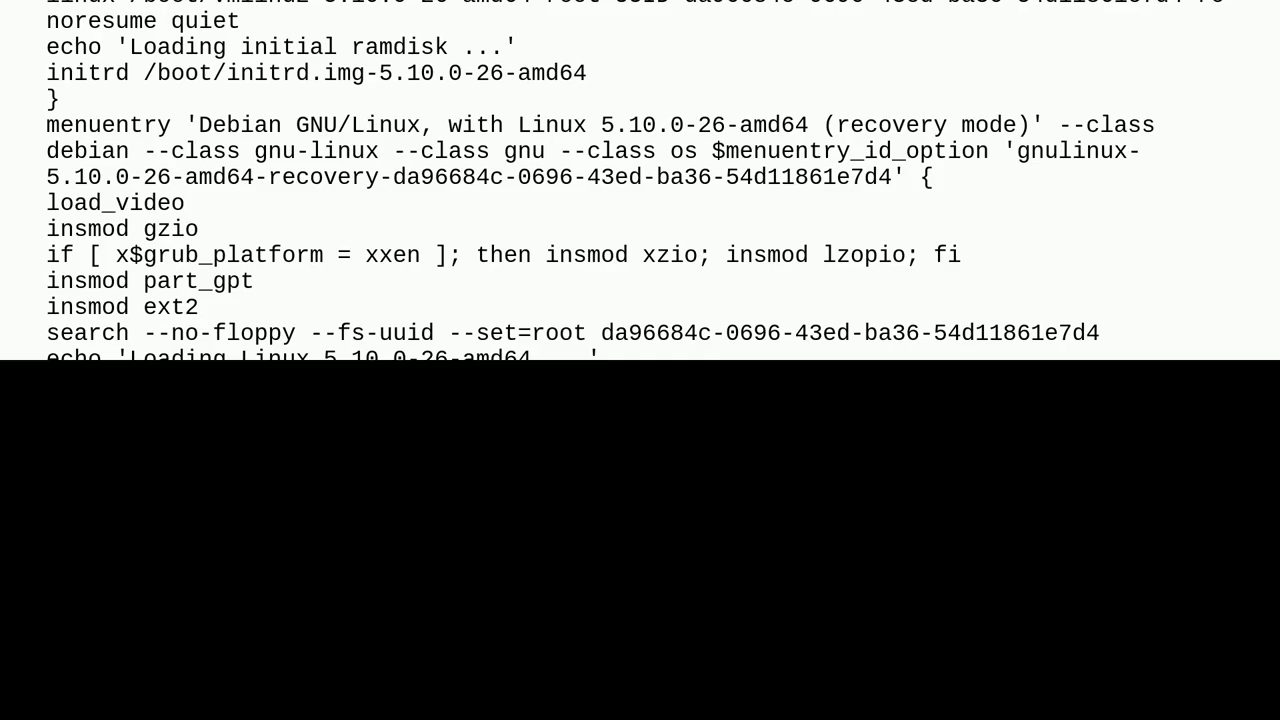 noresume quiet
echo 'Loading initial ramdisk ...'
initrd /boot/initrd.img-5.10.0-26-amd64
}
menuentry 'Debian GNU/Linux, with Linux 5.10.0-26-amd64 (recovery mode)' --class
debian --class gnu-linux --class gnu --class os $menuentry_id_option 'gnulinux-
5.10.0-26-amd64-recovery-da96684c-0696-43ed-ba36-54d11861e7d4' {
load_video
insmod gzio
if [ x$grub_platform = xxen ]; then insmod xzio; insmod lzopio; fi
insmod part_gpt
insmod ext2
search --no-floppy --fs-uuid --set=root da96684c-0696-43ed-ba36-54d11861e7d4
echo 'Loading Linux 5.10.0-26-amd64 ...'